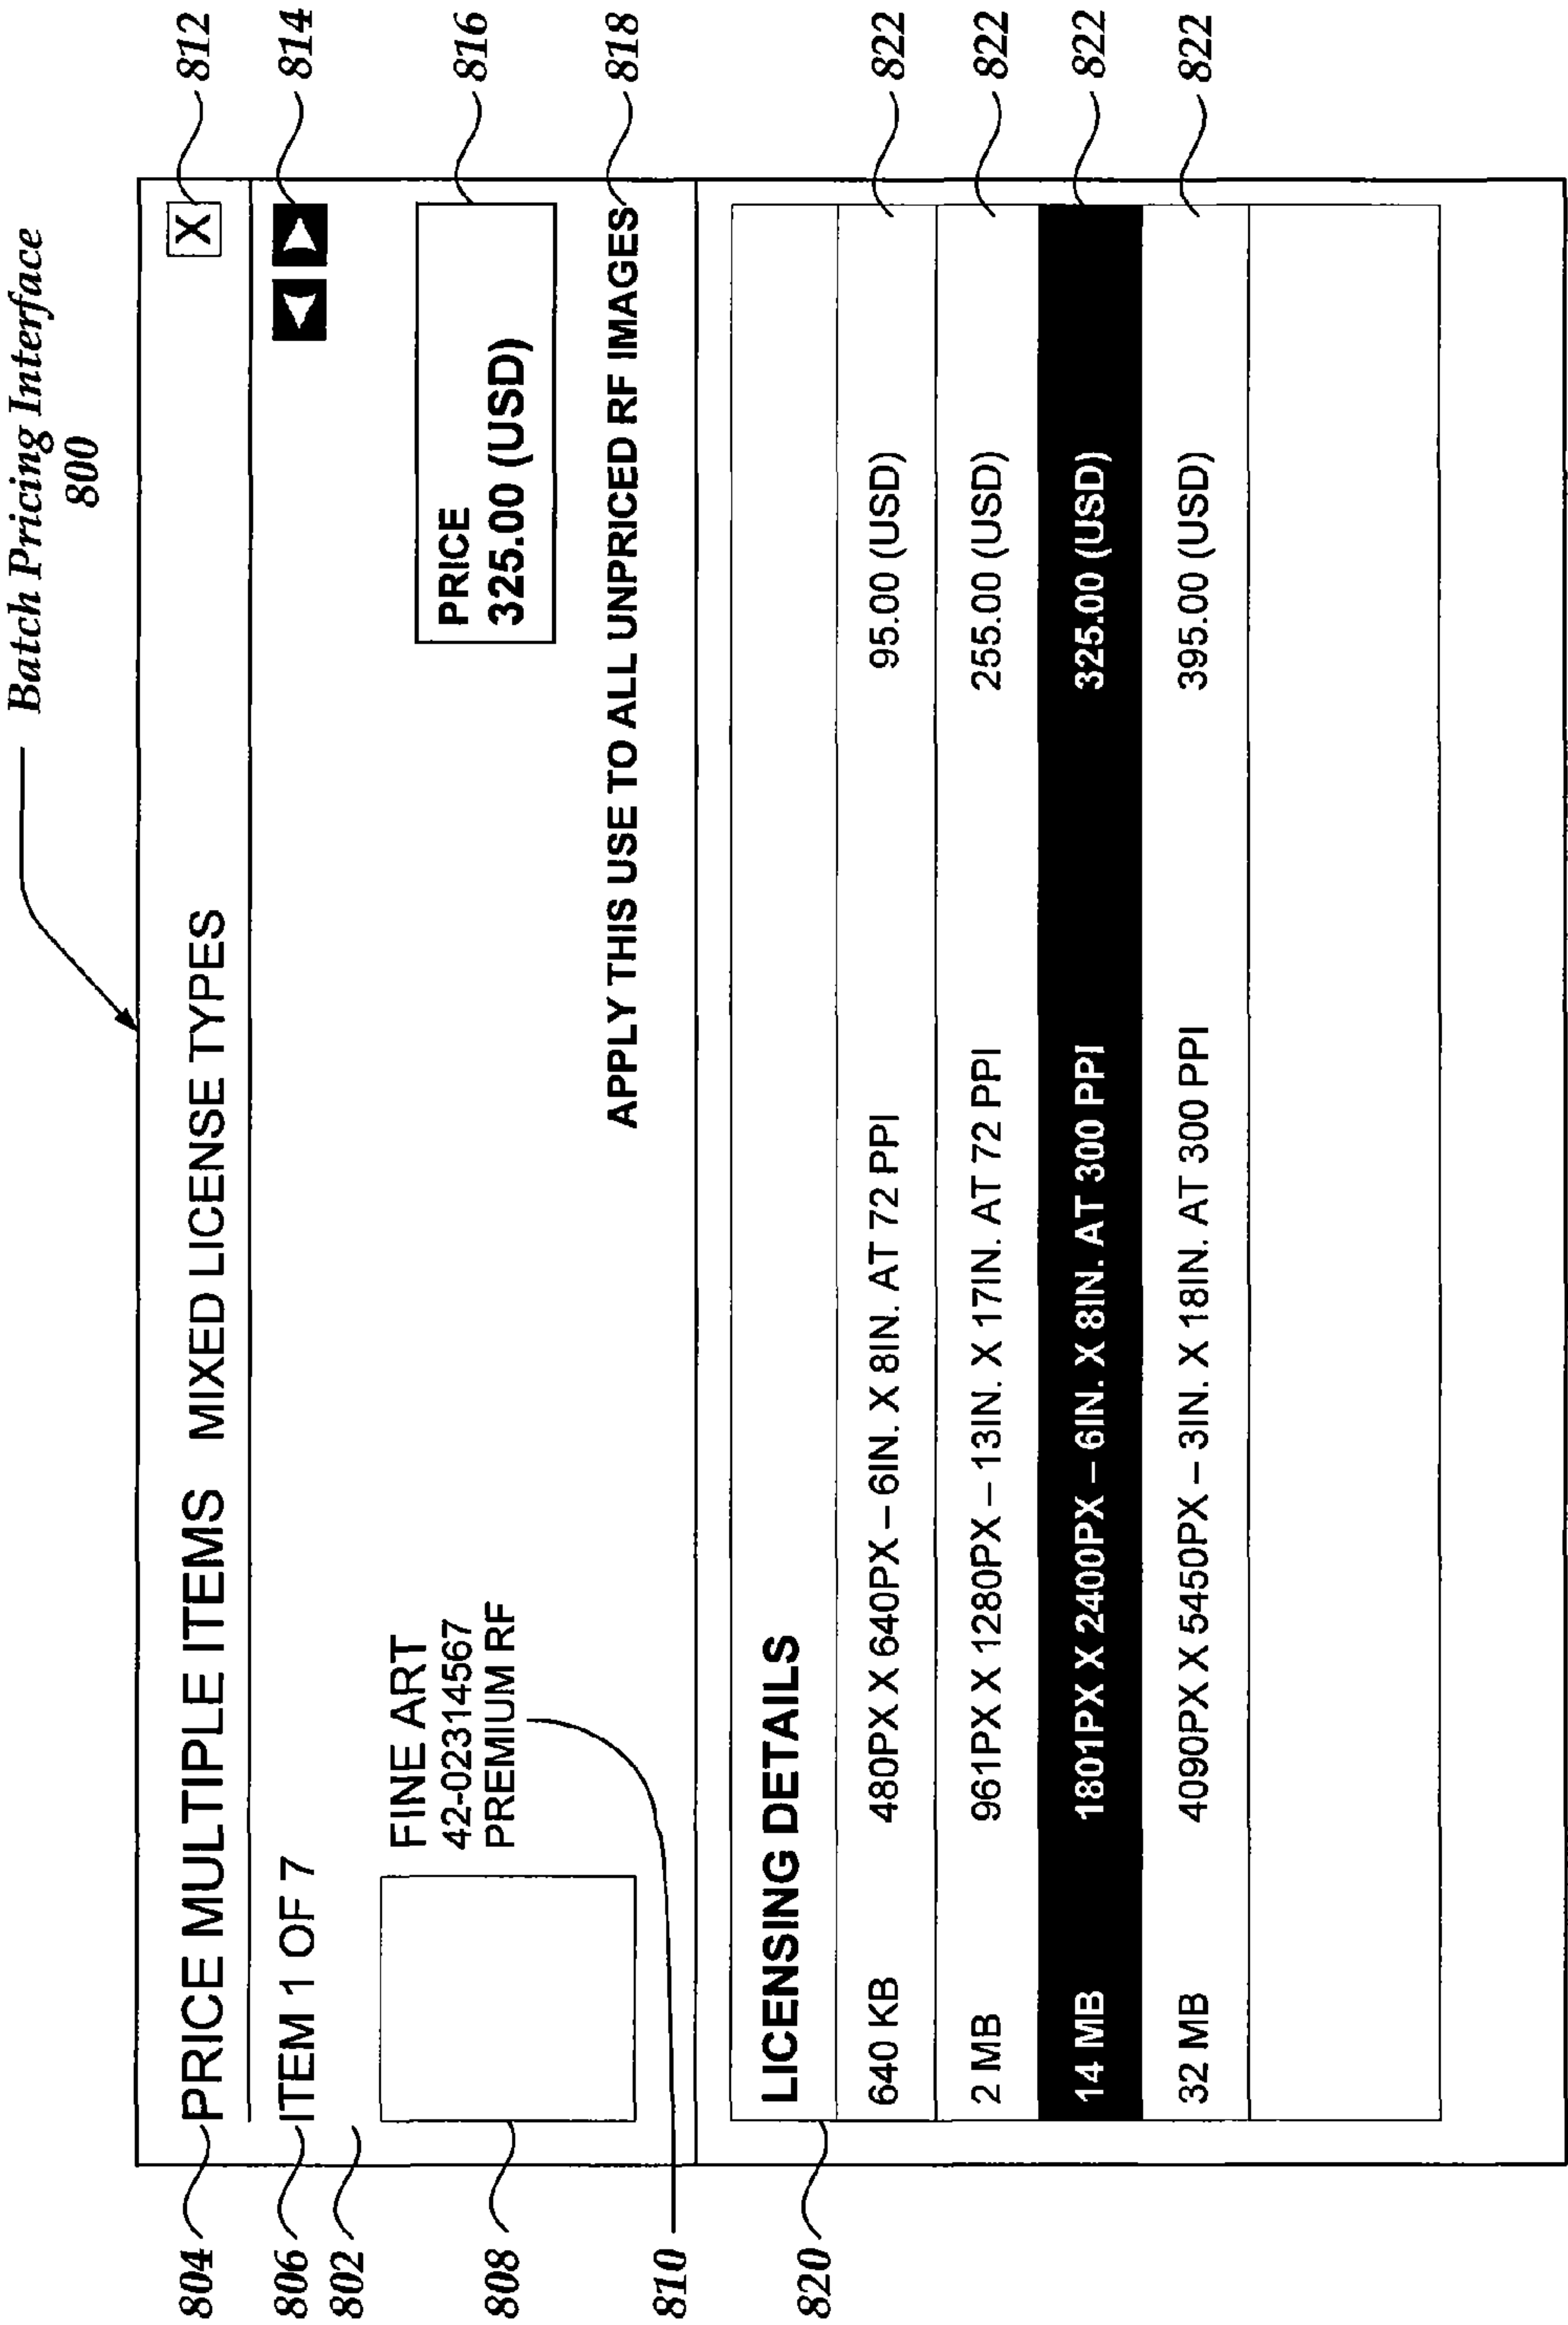 Batch Pricing Interface
800
804 PRICE MULTIPLE ITEMS MIXED LICENSE TYPES X 812
806 ITEM 1 OF 7 814
802
FINE ART
42-02314567
PREMIUM RF
PRICE 816
325.00 (USD)
808
APPLY THIS USE TO ALL UNPRICED RF IMAGES 818
810
820 LICENSING DETAILS
640 KB 480PX X 640PX – 6IN. X 8IN. AT 72 PPI 95.00 (USD) 822
2 MB 961PX X 1280PX – 13IN. X 17IN. AT 72 PPI 255.00 (USD) 822
14 MB 1801PX X 2400PX – 6IN. X 8IN. AT 300 PPI 325.00 (USD) 822
32 MB 4090PX X 5450PX – 3IN. X 18IN. AT 300 PPI 395.00 (USD) 822